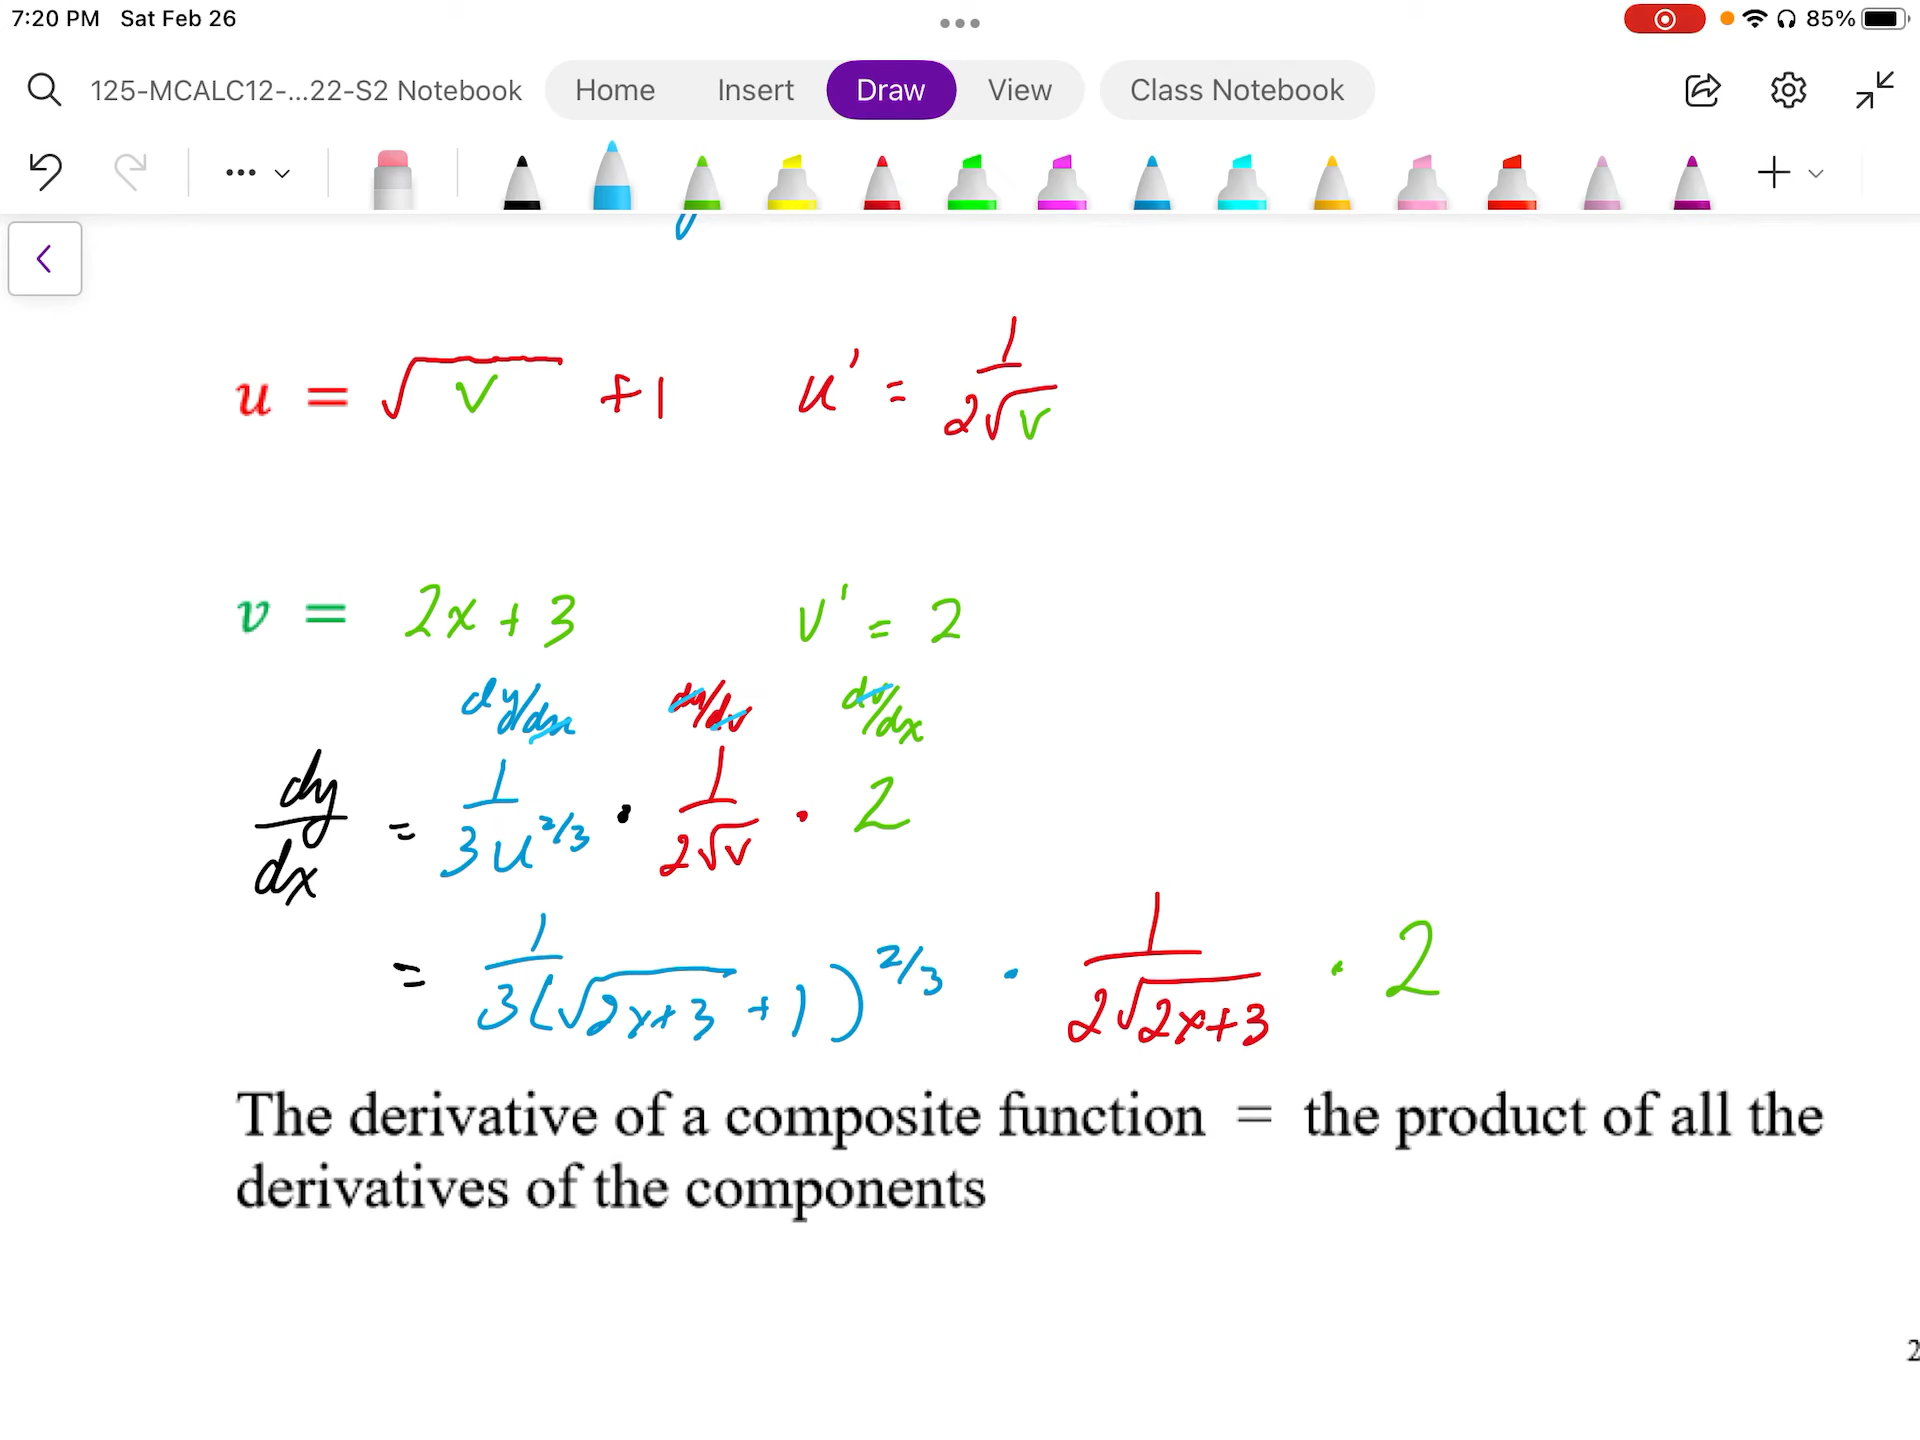 7:20 PM Sat Feb 26 85%
125-MCALC12-...22-S2 Notebook Home Insert Draw View Class Notebook
u = √v +1 u' = 1/(2√v)
v = 2x + 3 v' = 2
dy/du du/dv dv/dx
dy/dx = 1/(3u^(2/3)) · 1/(2√v) · 2
= 1/(3(√(2x+3) + 1)^(2/3)) · 1/(2√(2x+3)) · 2
The derivative of a composite function = the product of all the
derivatives of the components
2